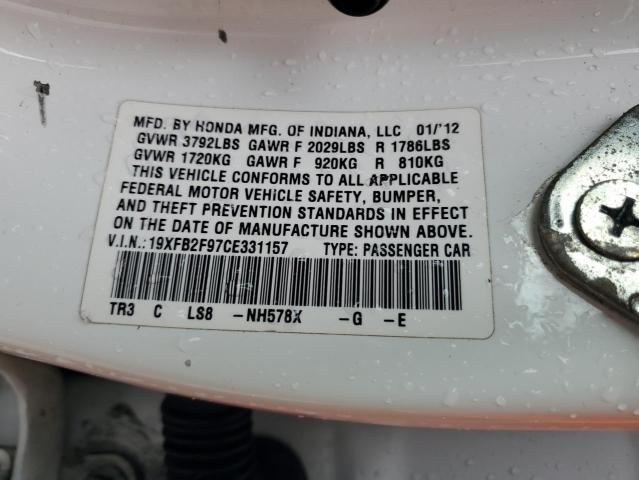 MFD. BY HONDA MFG. OF INDIANA, LLC 01/'12
GVWR 3792LBS GAWR F 2029LBS R 1786LBS
GVWR 1720KG GAWR F 920KG R 810KG
THIS VEHICLE CONFORMS TO ALL APPLICABLE
FEDERAL MOTOR VEHICLE SAFETY, BUMPER,
AND THEFT PREVENTION STANDARDS IN EFFECT
ON THE DATE OF MANUFACTURE SHOWN ABOVE.
V.I.N.: 19XFB2F97CE331157 TYPE: PASSENGER CAR
TR3 C LS8 -NH578X -G -E